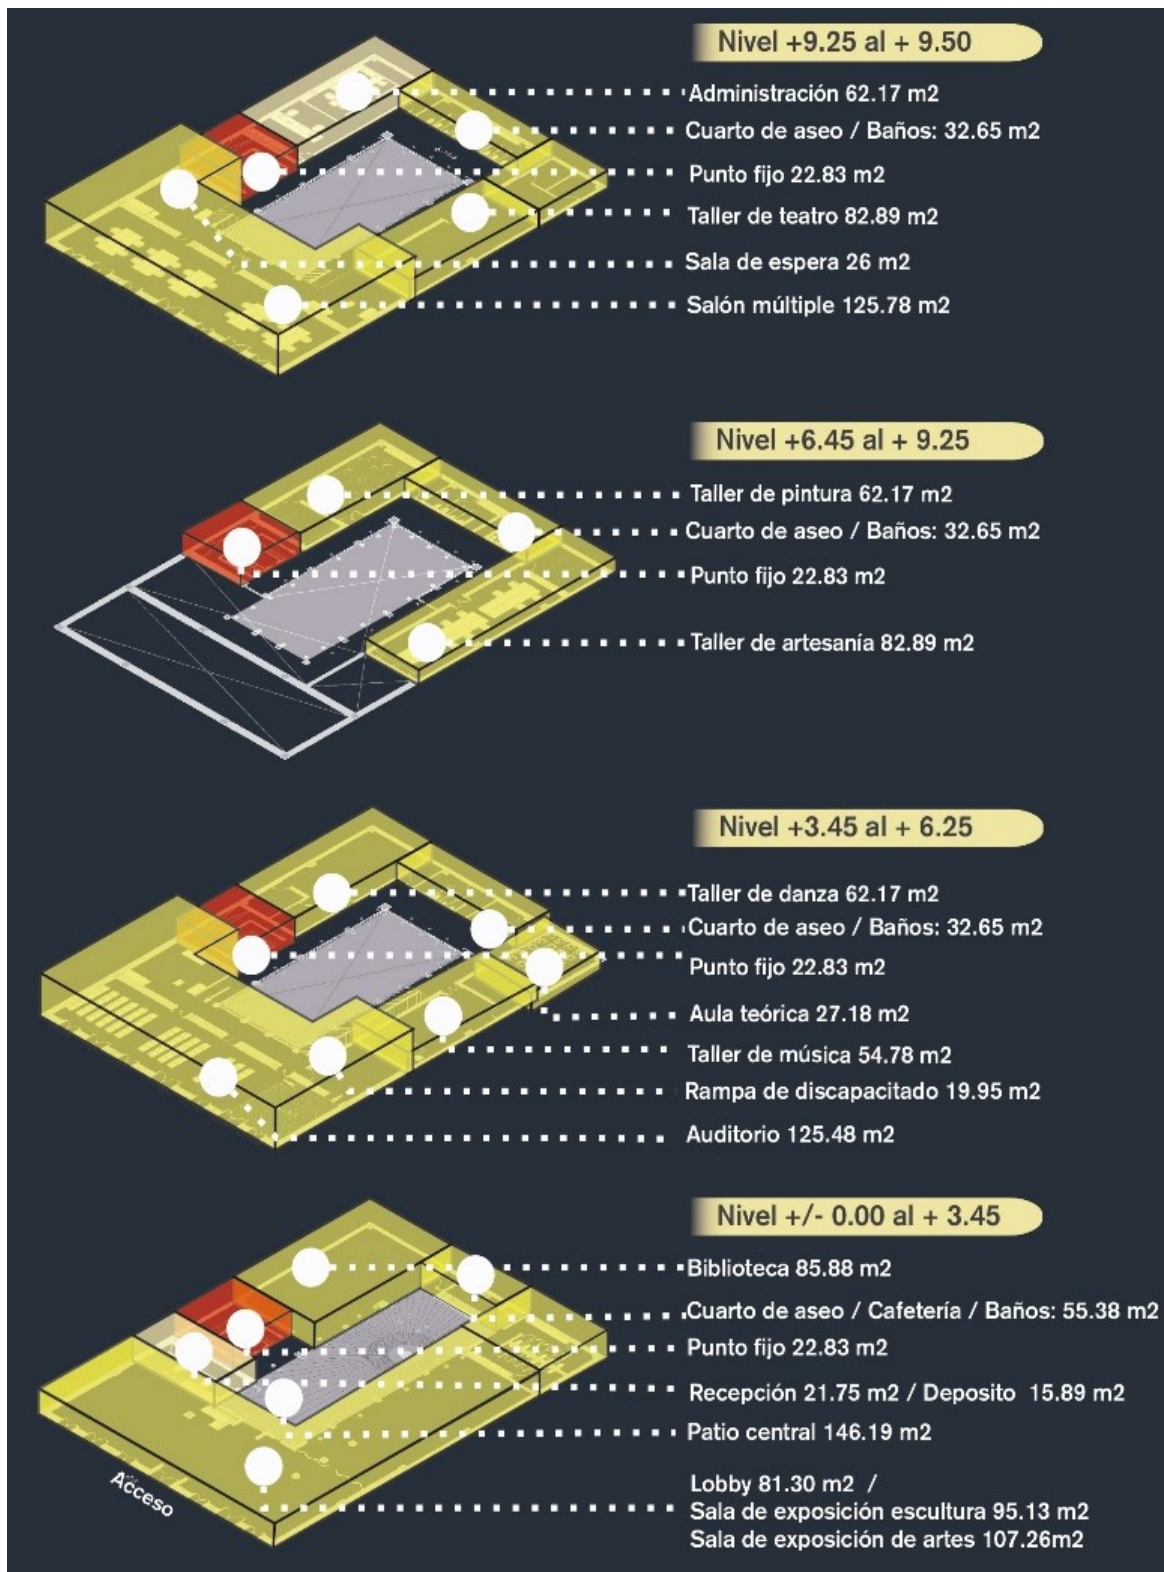 Nivel +9.25 al + 9.50
Administración 62.17 m2
Cuarto de aseo / Baños: 32.65 m2
Punto fijo 22.83 m2
Taller de teatro 82.89 m2
Sala de espera 26 m2
Salón múltiple 125.78 m2
Nivel +6.45 al + 9.25
Taller de pintura 62.17 m2
Cuarto de aseo / Baños: 32.65 m2
Punto fijo 22.83 m2
Taller de artesanía 82.89 m2
Nivel +3.45 al + 6.25
Taller de danza 62.17 m2
Cuarto de aseo / Baños: 32.65 m2
Punto fijo 22.83 m2
Aula teórica 27.18 m2
Taller de música 54.78 m2
Rampa de discapacitado 19.95 m2
Auditorio 125.48 m2
Nivel +/- 0.00 al + 3.45
Biblioteca 85.88 m2
Cuarto de aseo / Cafetería / Baños: 55.38 m2
Punto fijo 22.83 m2
Recepción 21.75 m2 / Deposito 15.89 m2
Patio central 146.19 m2
Acceso
Lobby 81.30 m2 /
Sala de exposición escultura 95.13 m2
Sala de exposición de artes 107.26m2